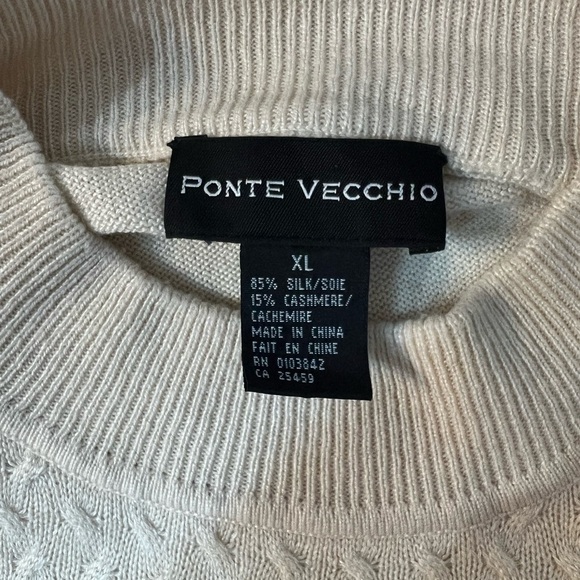 PONTE VECCHIO
XL
85% SILK/SOIE
15% CASHMERE/
CACHEMIRE
MADE IN CHINA
FAIT EN CHINE
RN 0103842
CA 25459